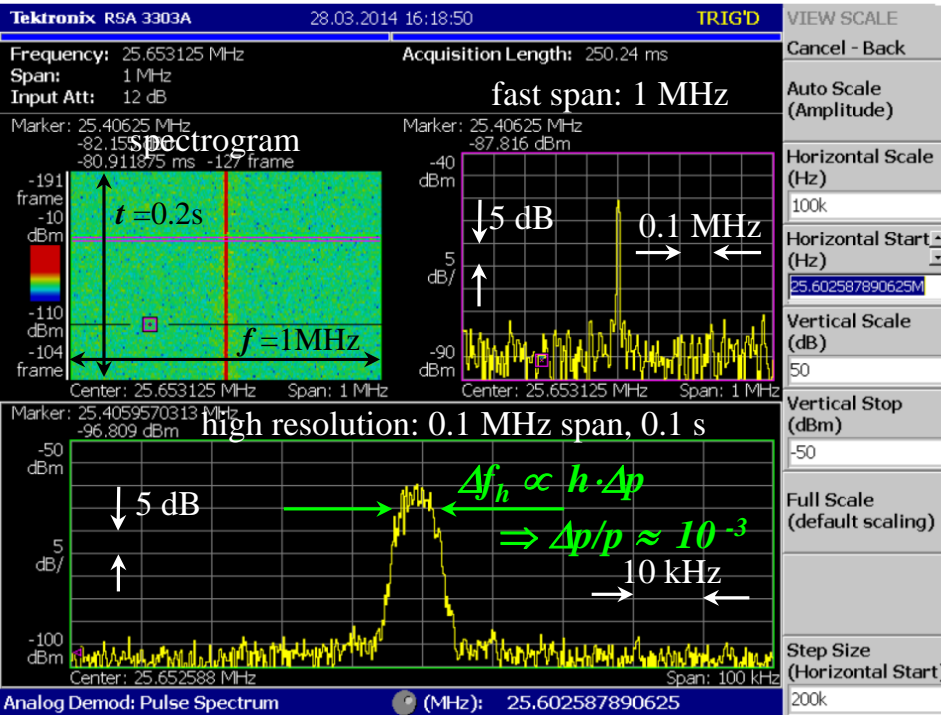 Tektronix RSA 3303A 28.03.2014 16:18:50 TRIG'D
VIEW SCALE
Cancel - Back
Frequency: 25.653125 MHz
Span: 1 MHz
Input Att: 12 dB
Acquisition Length: 250.24 ms
fast span: 1 MHz
Auto Scale
(Amplitude)
Marker: 25.40625 MHz
-82.155 dBm
-80.911875 ms -127 frame
spectrogram
-191
frame
-10
dBm
-110
dBm
-104
frame
t =0.2s
f =1MHz
Center: 25.653125 MHz Span: 1 MHz
Marker: 25.40625 MHz
-87.816 dBm
-40
dBm
5
dB/
-90
dBm
5 dB
0.1 MHz
Center: 25.653125 MHz Span: 1 MHz
Horizontal Scale
(Hz)
100k
Horizontal Start
(Hz)
25.602587890625M
Vertical Scale
(dB)
50
Vertical Stop
(dBm)
-50
Full Scale
(default scaling)
Marker: 25.4059570313 MHz
-96.809 dBm
high resolution: 0.1 MHz span, 0.1 s
-50
dBm
5
dB/
-100
dBm
5 dB
Δf_h ∝ h·Δp
⇒ Δp/p ≈ 10⁻³
10 kHz
Center: 25.652588 MHz Span: 100 kHz
Step Size
(Horizontal Start)
200k
Analog Demod: Pulse Spectrum (MHz): 25.602587890625